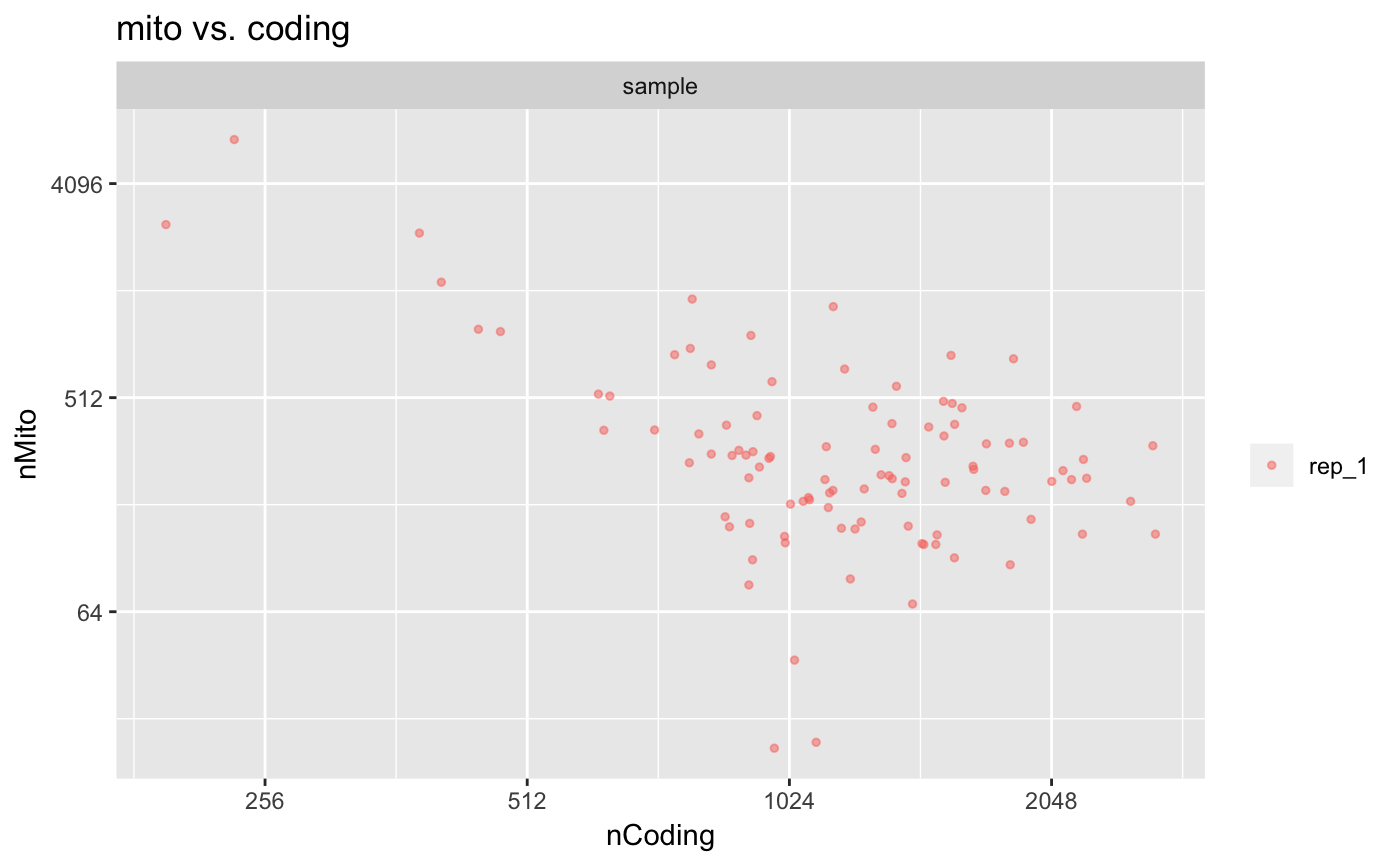 mito vs. coding
sample
4096
512
64
nMito
256
512
1024
2048
nCoding
rep_1